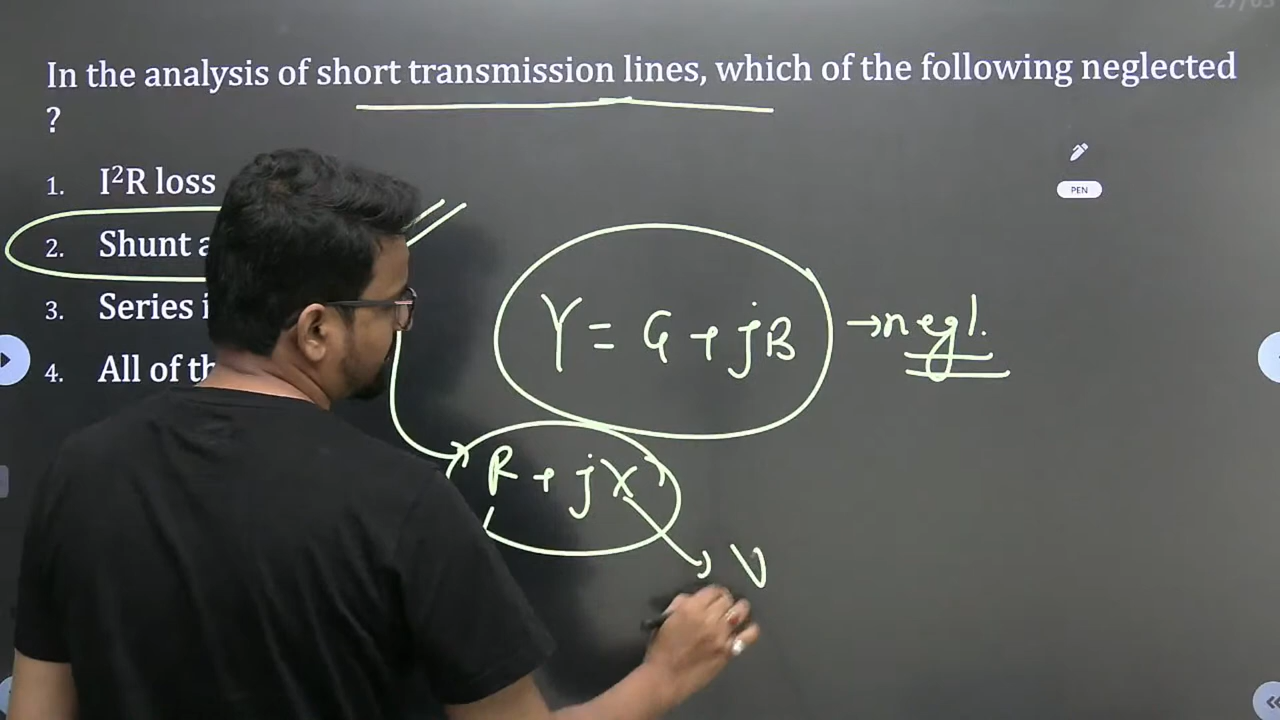 In the analysis of short transmission lines, which of the following neglected
?
1. I²R loss
2. Shunt a
3. Series i
4. All of th
PEN
Y = G + jB → negl.
R + jX
V